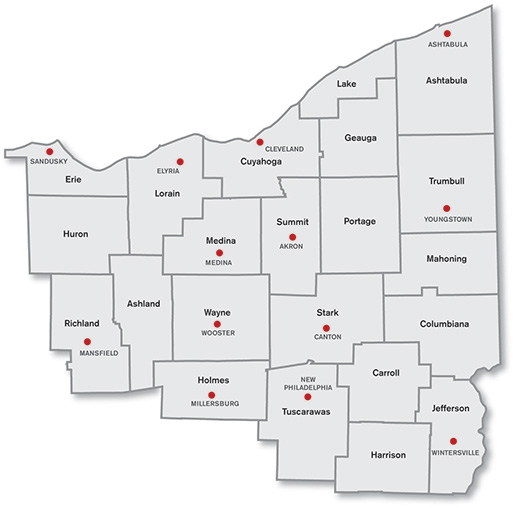 ASHTABULA
Ashtabula
Lake
Geauga
CLEVELAND
Cuyahoga
SANDUSKY
Erie
ELYRIA
Lorain
Trumbull
YOUNGSTOWN
Huron
Medina
MEDINA
Summit
AKRON
Portage
Mahoning
Ashland
Richland
MANSFIELD
Wayne
WOOSTER
Stark
CANTON
Columbiana
Holmes
MILLERSBURG
NEW
PHILADELPHIA
Tuscarawas
Carroll
Jefferson
WINTERSVILLE
Harrison